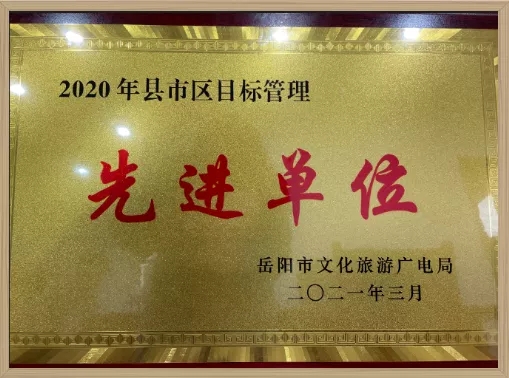 2020年县市区目标管理
先进单位
岳阳市文化旅游广电局
二〇二一年三月